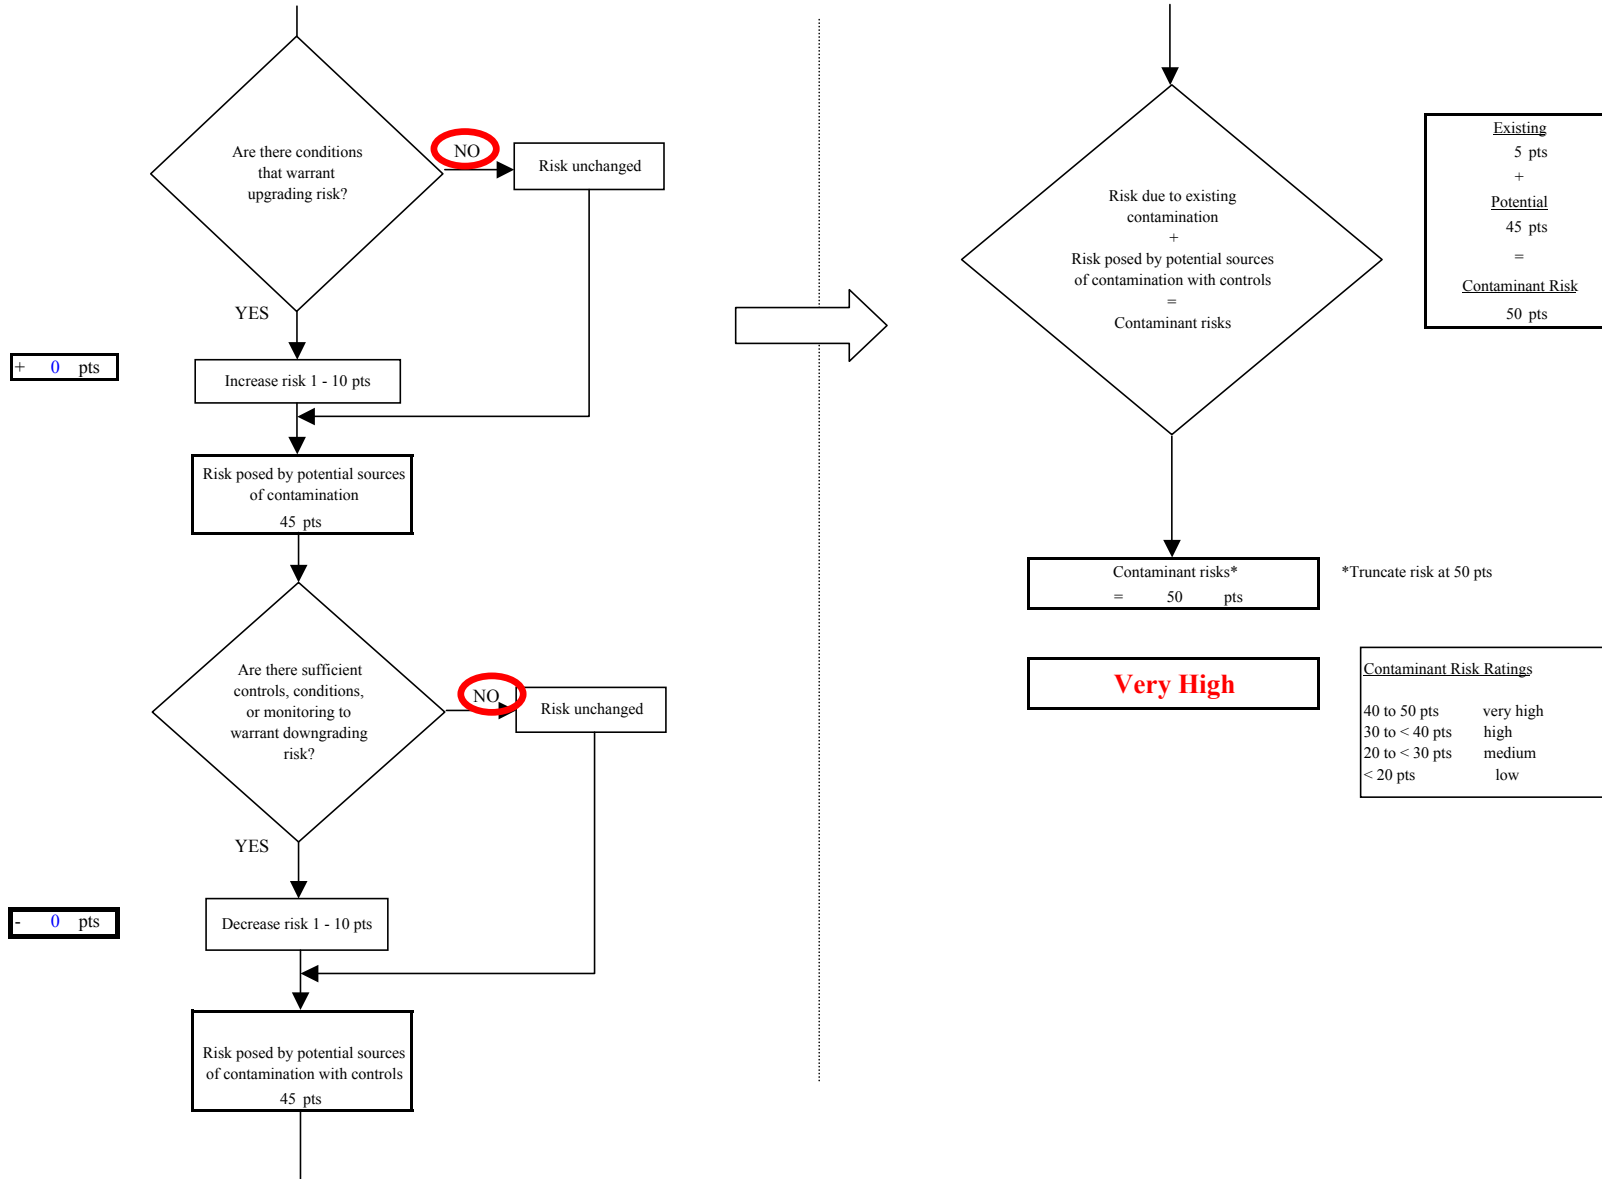 Are there conditions
that warrant
upgrading risk?
NO
Risk unchanged
YES
+ 0 pts
Increase risk 1 - 10 pts
Risk posed by potential sources
of contamination
45 pts
Are there sufficient
controls, conditions,
or monitoring to
warrant downgrading
risk?
NO
Risk unchanged
YES
- 0 pts
Decrease risk 1 - 10 pts
Risk posed by potential sources
of contamination with controls
45 pts
Risk due to existing
contamination
+
Risk posed by potential sources
of contamination with controls
=
Contaminant risks
Existing
5 pts
+
Potential
45 pts
=
Contaminant Risk
50 pts
Contaminant risks*
= 50 pts
*Truncate risk at 50 pts
Very High
Contaminant Risk Ratings
40 to 50 pts very high
30 to < 40 pts high
20 to < 30 pts medium
< 20 pts low